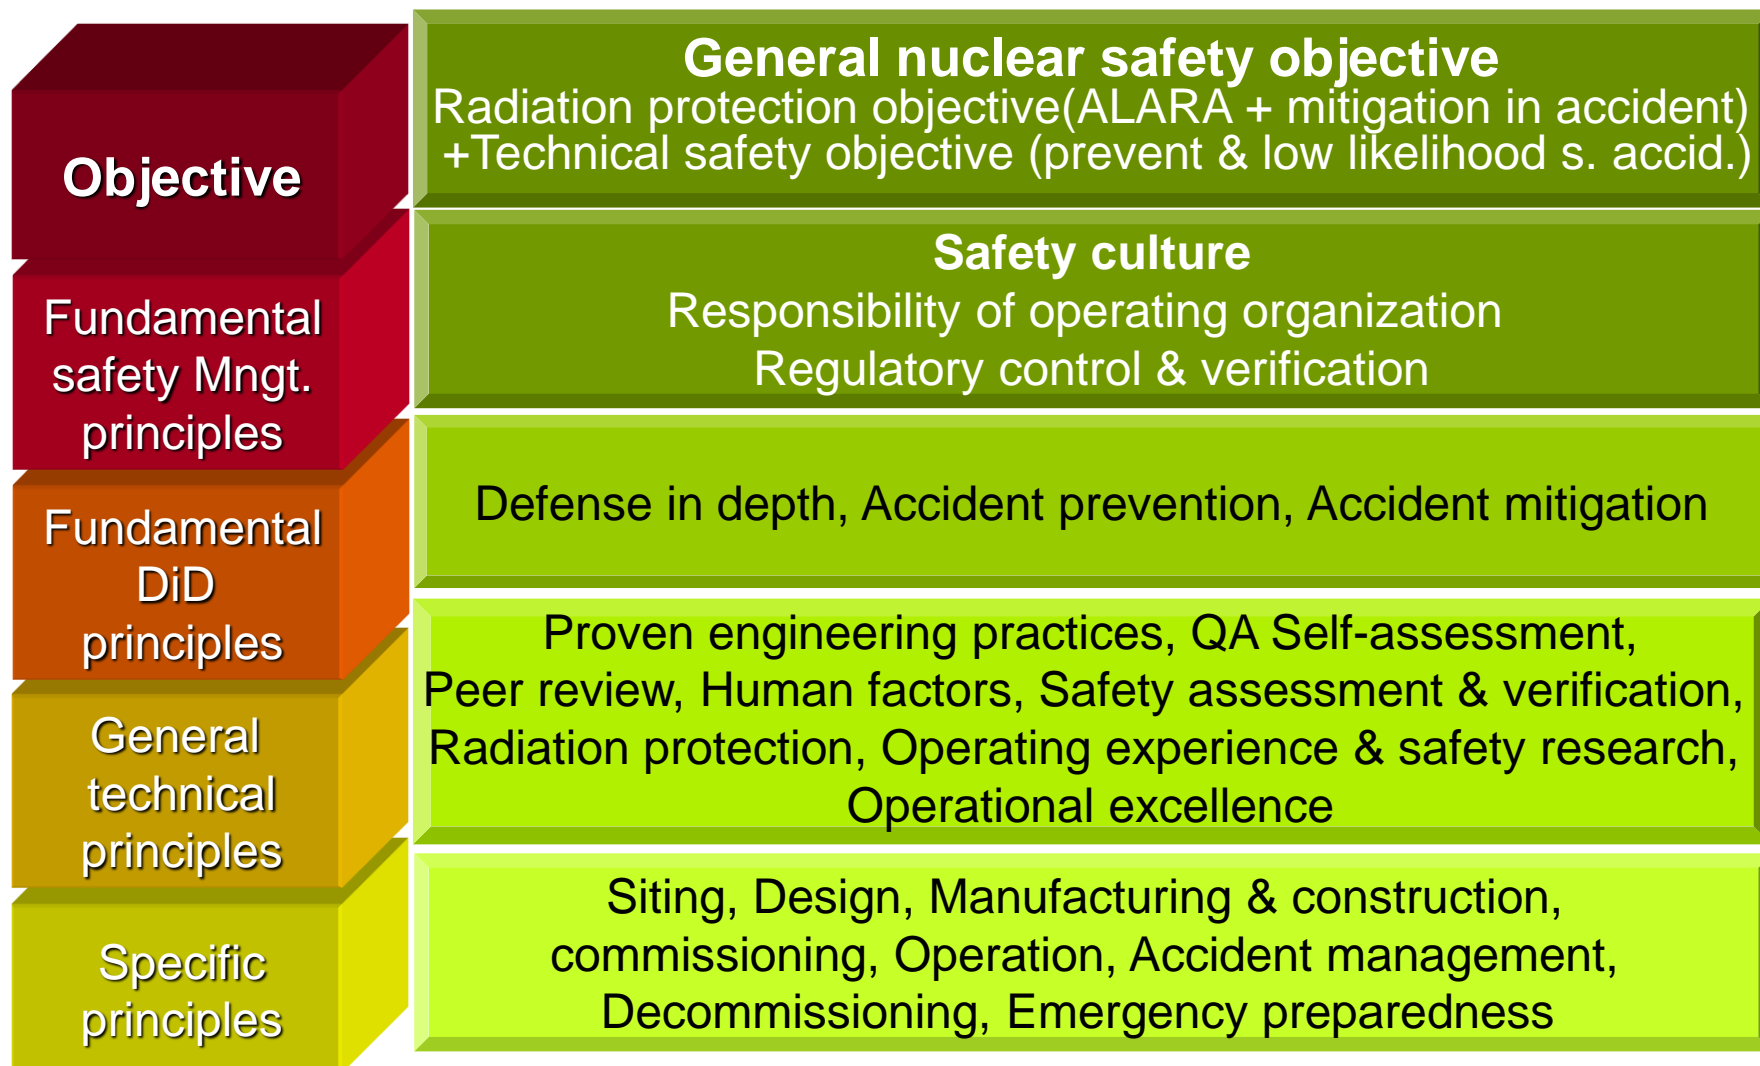 Objective
General nuclear safety objective
Radiation protection objective(ALARA + mitigation in accident)
+Technical safety objective (prevent & low likelihood s. accid.)
Fundamental
safety Mngt.
principles
Safety culture
Responsibility of operating organization
Regulatory control & verification
Fundamental
DiD
principles
Defense in depth, Accident prevention, Accident mitigation
General
technical
principles
Proven engineering practices, QA Self-assessment,
Peer review, Human factors, Safety assessment & verification,
Radiation protection, Operating experience & safety research,
Operational excellence
Specific
principles
Siting, Design, Manufacturing & construction,
commissioning, Operation, Accident management,
Decommissioning, Emergency preparedness